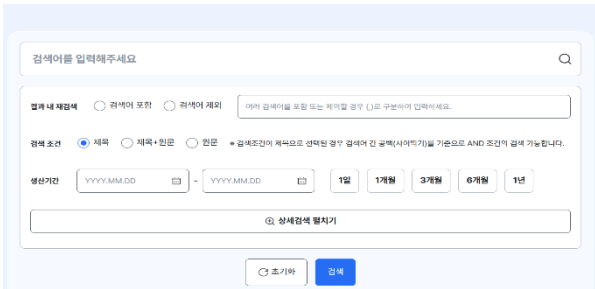 검색어를 입력해주세요
결과 내 재검색 검색어 포함 검색어 제외 여러 검색어를 포함 또는 제외할 경우 (,)로 구분하여 입력하세요.
검색 조건 제목 제목+원문 원문 * 검색조건이 제목으로 선택된 경우 검색어 간 공백(사이띄기)을 기준으로 AND 조건의 검색 가능합니다.
생산기간 YYYY.MM.DD - YYYY.MM.DD 1일 1개월 3개월 6개월 1년
상세검색 펼치기
초기화 검색